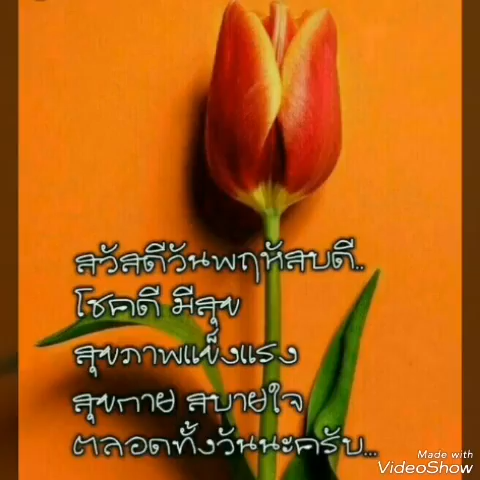 สวัสดีวันพฤหัสบดี..
โชคดี มีสุข
สุขภาพแข็งแรง
สุขกาย สบายใจ
ตลอดทั้งวันนะครับ...
Made with
VideoShow